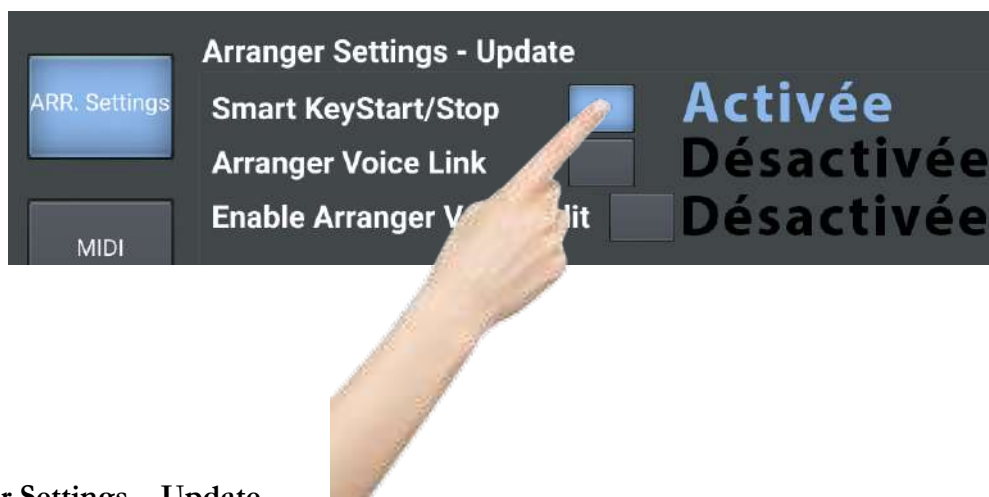 Arranger Settings - Update
ARR. Settings
Smart KeyStart/Stop Activée
Arranger Voice Link Désactivée
Enable Arranger Désactivée
MIDI
Settings Update